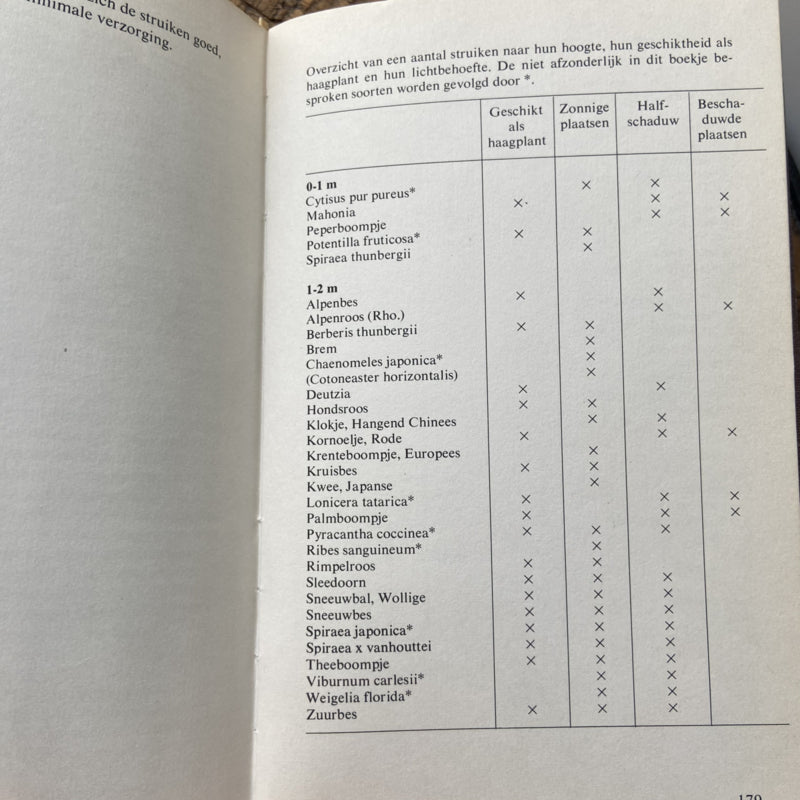 de struiken goed,
verzorging.
Overzicht van een aantal struiken naar hun hoogte, hun geschiktheid als
haagplant en hun lichtbehoefte. De niet afzonderlijk in dit boekje be-
sproken soorten worden gevolgd door *.
Geschikt als haagplant Zonnige plaatsen Half-schaduw Bescha-duwde plaatsen
0-1 m
Cytisus pur pureus* × ×
Mahonia × × ×
Peperboompje × ×
Potentilla fruticosa* × ×
Spiraea thunbergii ×
1-2 m
Alpenbes × ×
Alpenroos (Rho.) × ×
Berberis thunbergii × ×
Brem ×
Chaenomeles japonica* ×
(Cotoneaster horizontalis) ×
Deutzia × ×
Hondsroos × ×
Klokje, Hangend Chinees × ×
Kornoelje, Rode × × ×
Krenteboompje, Europees ×
Kruisbes × ×
Kwee, Japanse ×
Lonicera tatarica* × × ×
Palmboompje × × ×
Pyracantha coccinea* × × ×
Ribes sanguineum* ×
Rimpelroos × ×
Sleedoorn × × ×
Sneeuwbal, Wollige × × ×
Sneeuwbes × × ×
Spiraea japonica* × × ×
Spiraea x vanhouttei × × ×
Theeboompje × × ×
Viburnum carlesii* × ×
Weigelia florida* × ×
Zuurbes × × ×